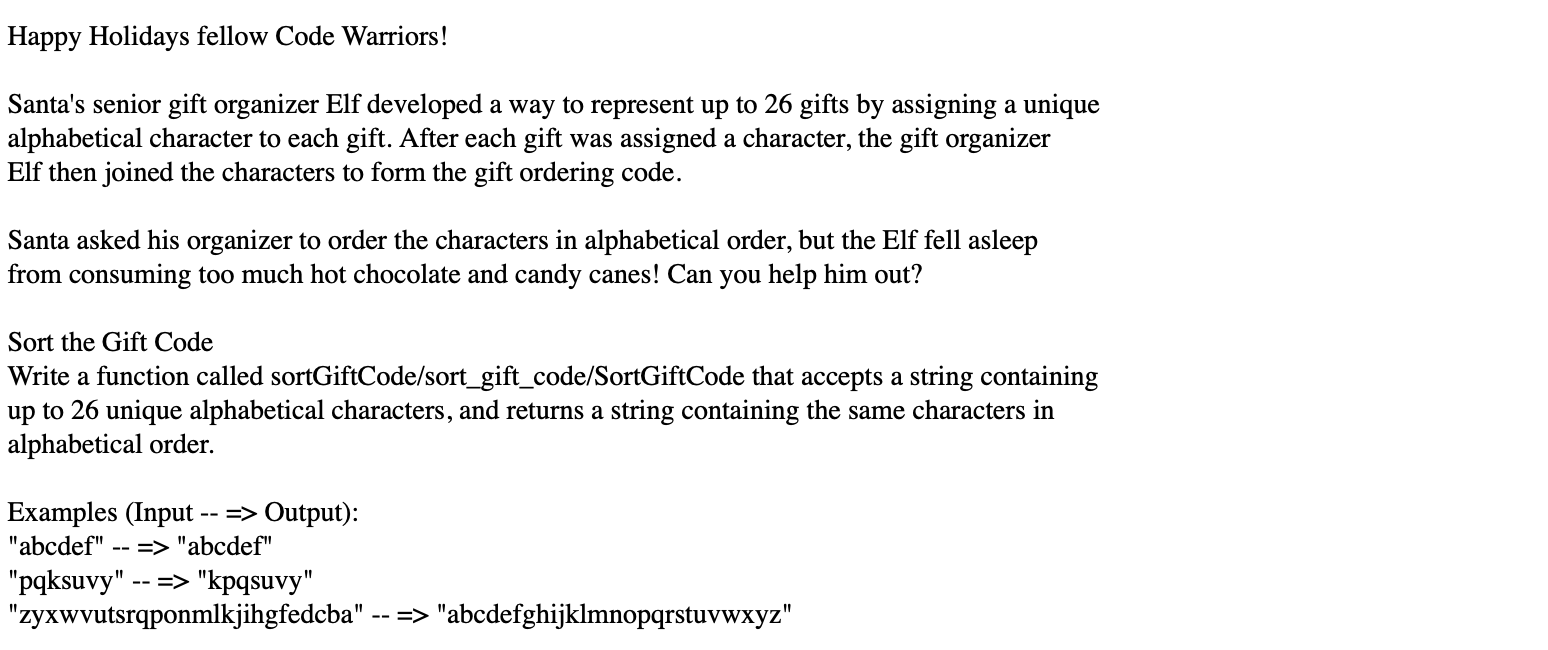 Happy Holidays fellow Code Warriors!
Santa's senior gift organizer Elf developed a way to represent up to 26 gifts by assigning a unique
alphabetical character to each gift. After each gift was assigned a character, the gift organizer
Elf then joined the characters to form the gift ordering code.
Santa asked his organizer to order the characters in alphabetical order, but the Elf fell asleep
from consuming too much hot chocolate and candy canes! Can you help him out?
Sort the Gift Code
Write a function called sortGiftCode/sort_gift_code/SortGiftCode that accepts a string containing
up to 26 unique alphabetical characters, and returns a string containing the same characters in
alphabetical order.
Examples (Input -- => Output):
"abcdef" -- => "abcdef"
"pqksuvy" -- => "kpqsuvy"
"zyxwvutsrqponmlkjihgfedcba" -- => "abcdefghijklmnopqrstuvwxyz"